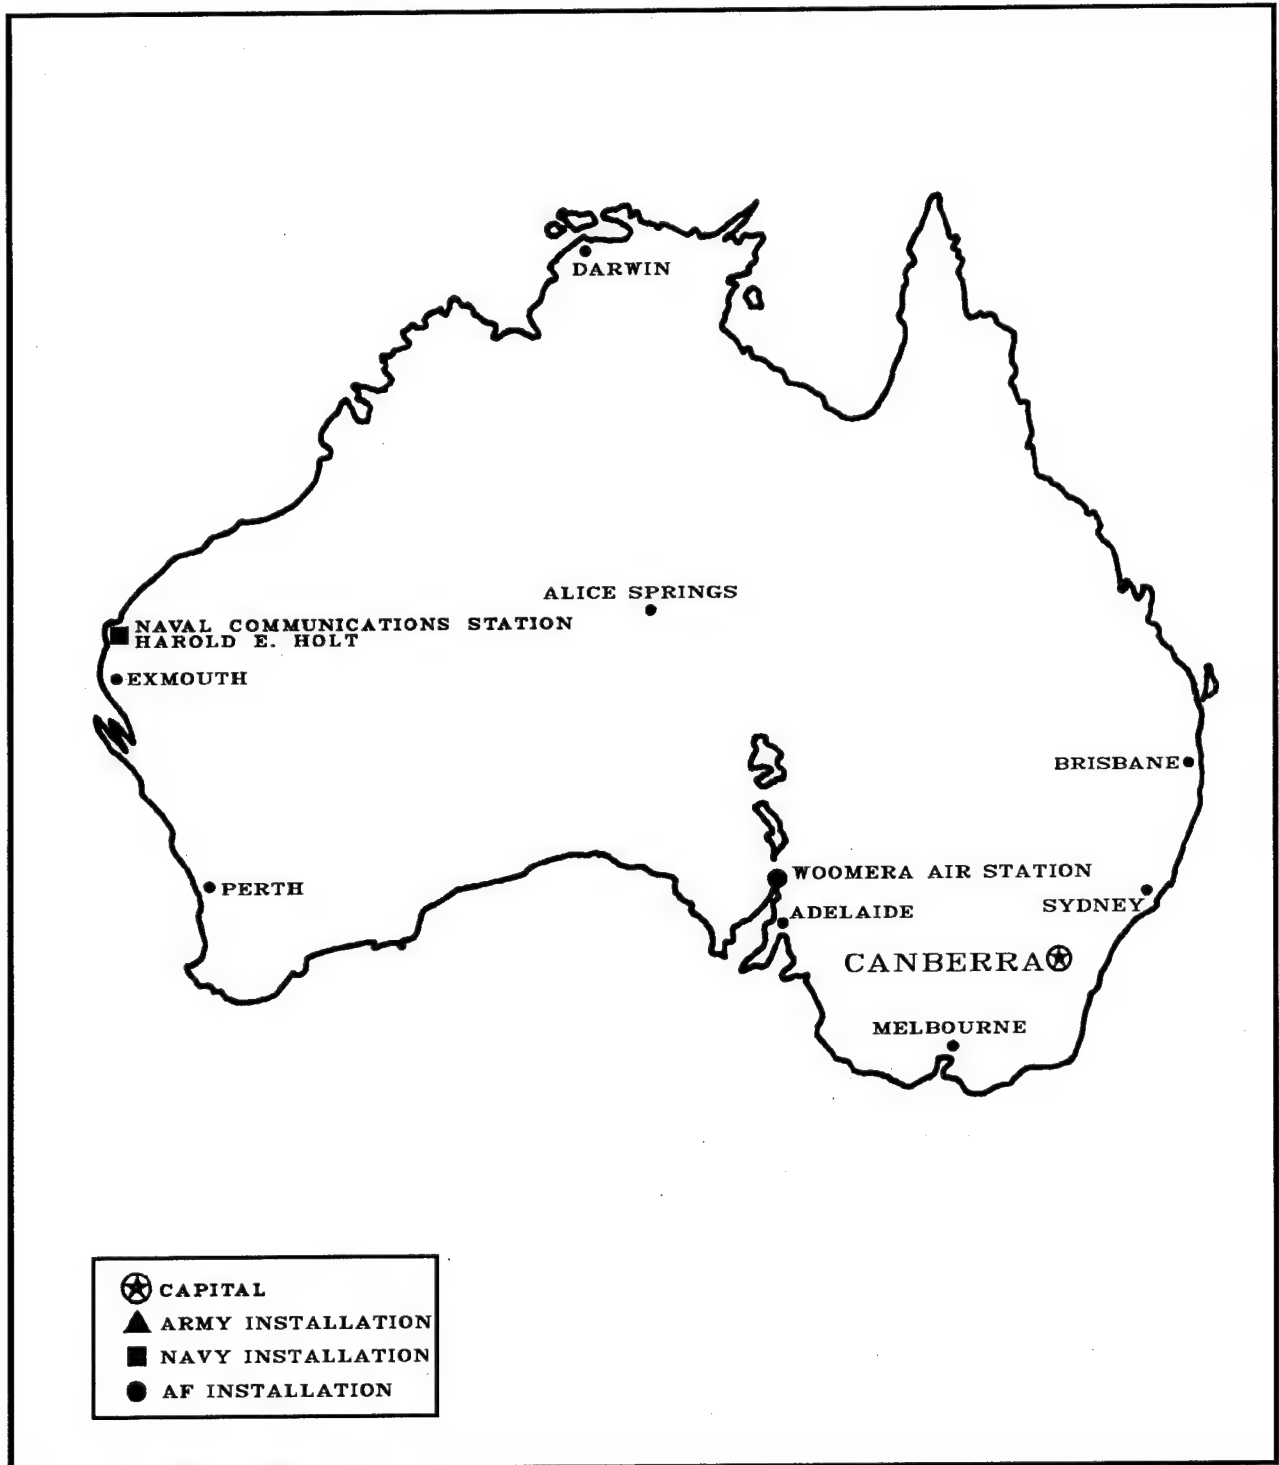 DARWIN
ALICE SPRINGS
NAVAL COMMUNICATIONS STATION
HAROLD E. HOLT
EXMOUTH
BRISBANE
WOOMERA AIR STATION
PERTH
SYDNEY
ADELAIDE
CANBERRA
MELBOURNE
CAPITAL
ARMY INSTALLATION
NAVY INSTALLATION
AF INSTALLATION